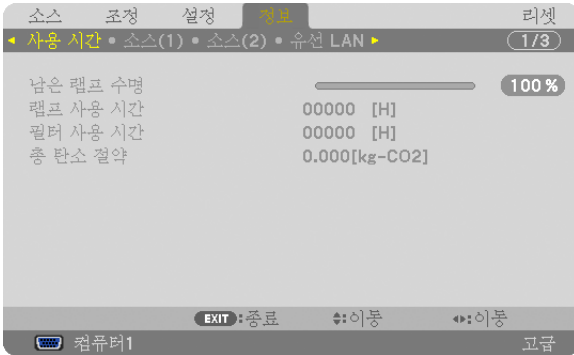 소스 조정 설정 정보 리셋
◂ 사용 시간 • 소스(1) • 소스(2) • 유선 LAN ▸ 1/3
남은 램프 수명 100 %
램프 사용 시간 00000 [H]
필터 사용 시간 00000 [H]
총 탄소 절약 0.000[kg-CO2]
EXIT :종료 :이동 :이동
컴퓨터1 고급